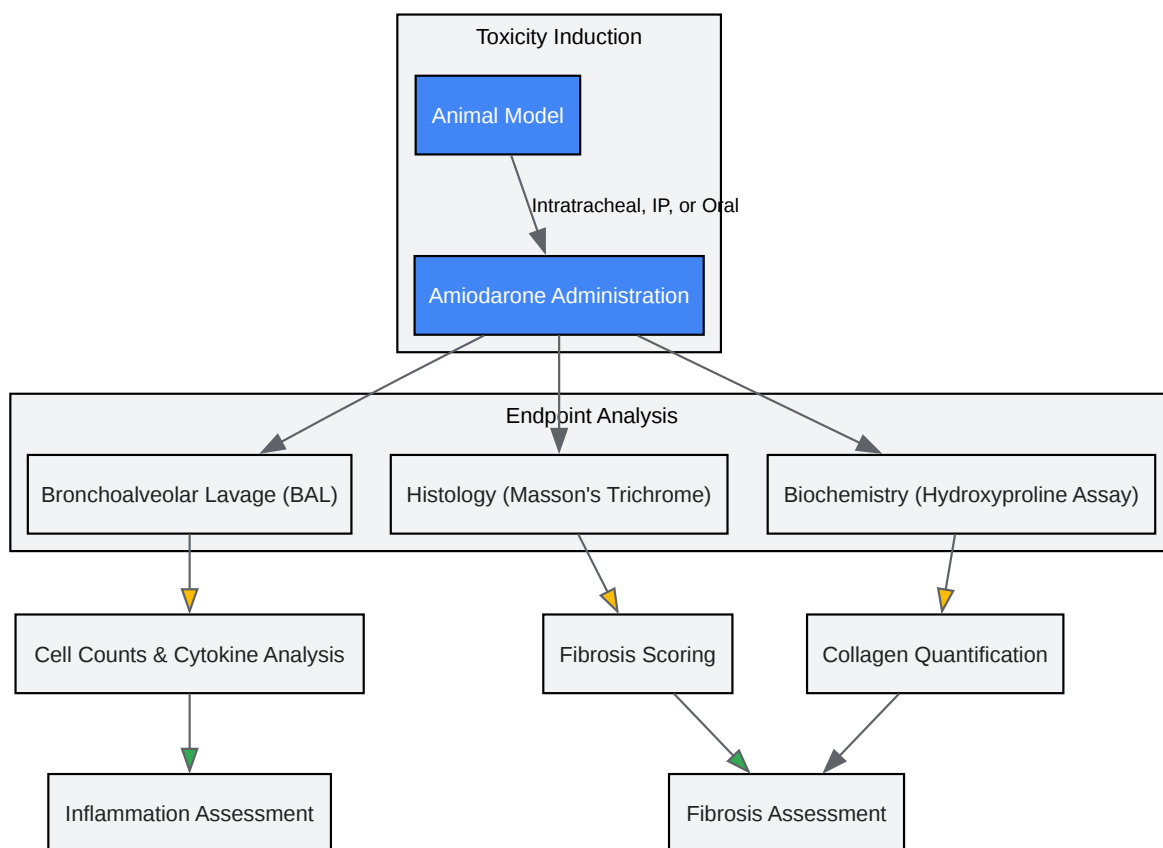 Toxicity Induction
Animal Model
Intratracheal, IP, or Oral
Amiodarone Administration
Endpoint Analysis
Bronchoalveolar Lavage (BAL)
Histology (Masson's Trichrome)
Biochemistry (Hydroxyproline Assay)
Cell Counts & Cytokine Analysis
Fibrosis Scoring
Collagen Quantification
Inflammation Assessment
Fibrosis Assessment